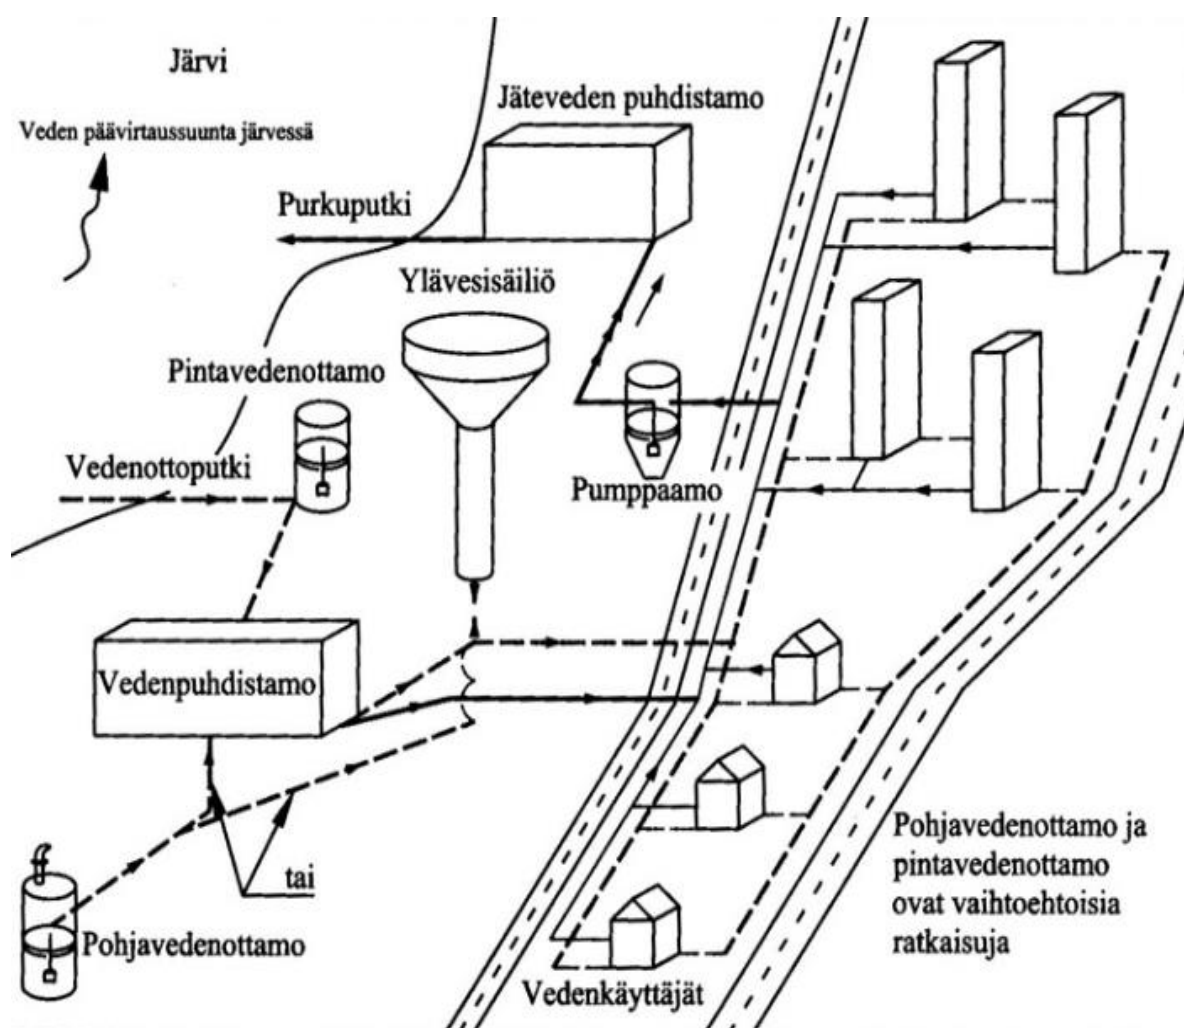 Järvi
Veden päävirtaussuunta järvessä
Jäteveden puhdistamo
Purkuputki
Ylävesisäiliö
Pintavedenottamo
Vedenottoputki
Pumppaamo
Vedenpuhdistamo
tai
Pohjavedenottamo
Vedenkäyttäjät
Pohjavedenottamo ja
pintavedenottamo
ovat vaihtoehtoisia
ratkaisuja